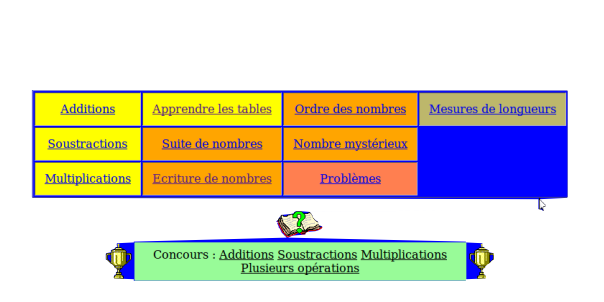 Additions Apprendre les tables Ordre des nombres Mesures de longueurs
Soustractions Suite de nombres Nombre mystérieux
Multiplications Ecriture de nombres Problèmes
?
Concours : Additions Soustractions Multiplications
Plusieurs opérations